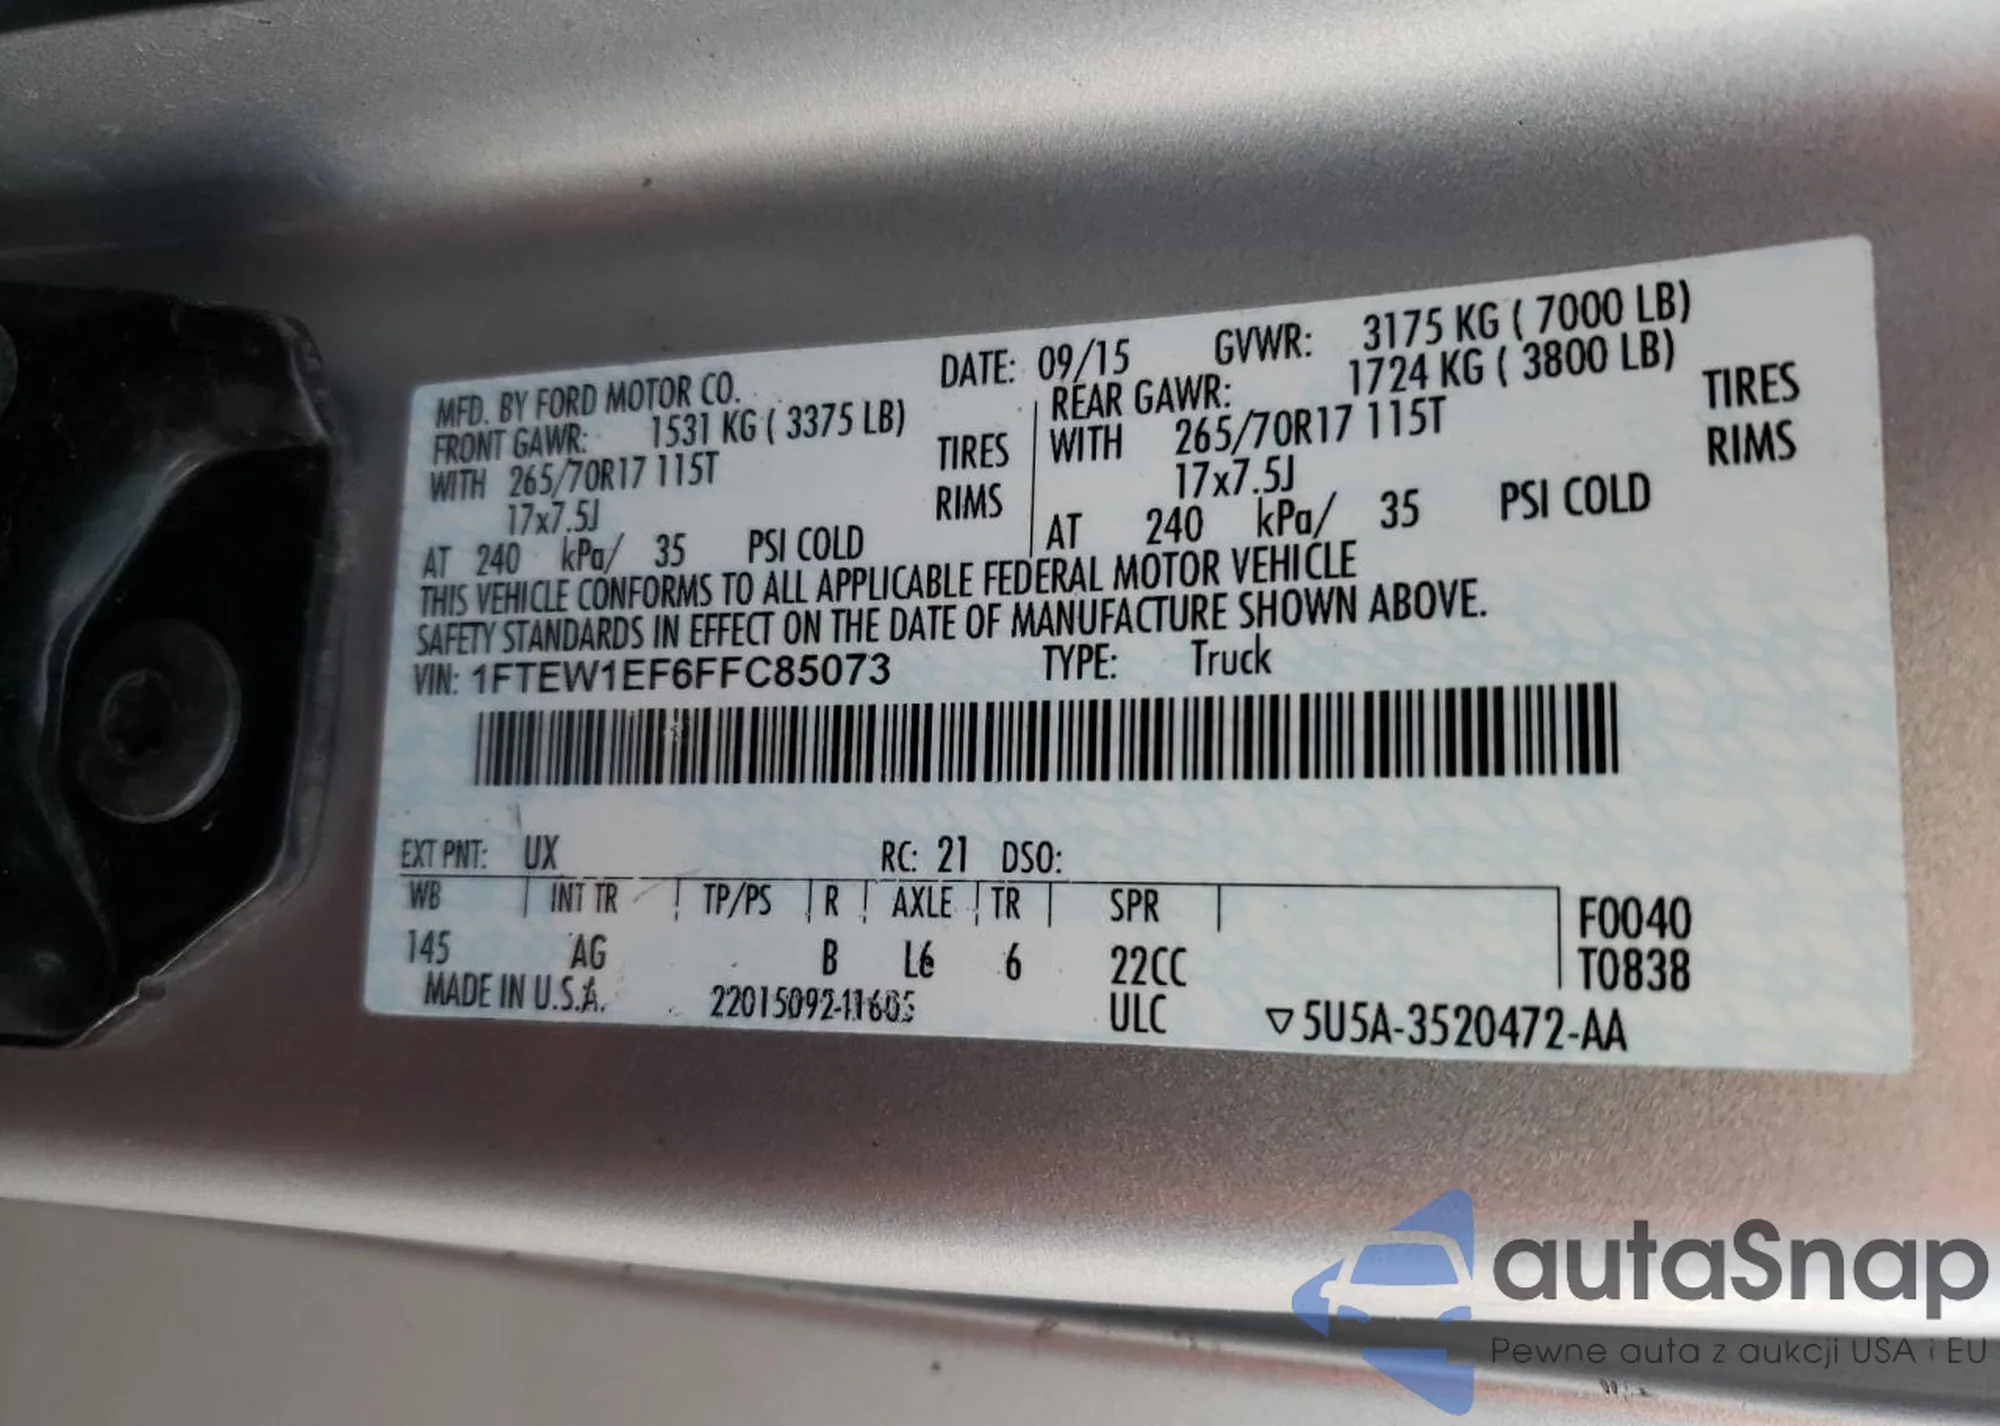 MFD. BY FORD MOTOR CO. DATE: 09/15 GVWR: 3175 KG ( 7000 LB)
FRONT GAWR: 1531 KG ( 3375 LB) REAR GAWR: 1724 KG ( 3800 LB)
WITH 265/70R17 115T TIRES WITH 265/70R17 115T TIRES
17x7.5J RIMS 17x7.5J RIMS
AT 240 kPa/ 35 PSI COLD AT 240 kPa/ 35 PSI COLD
THIS VEHICLE CONFORMS TO ALL APPLICABLE FEDERAL MOTOR VEHICLE
SAFETY STANDARDS IN EFFECT ON THE DATE OF MANUFACTURE SHOWN ABOVE.
VIN: 1FTEW1EF6FFC85073 TYPE: Truck
EXT PNT: UX RC: 21 DSO:
WB INT TR TP/PS R AXLE TR SPR F0040
145 AG B L6 6 22CC T0838
MADE IN U.S.A. 22015092-11605 ULC ▽5U5A-3520472-AA
autaSnap
Pewne auta z aukcji USA i EU